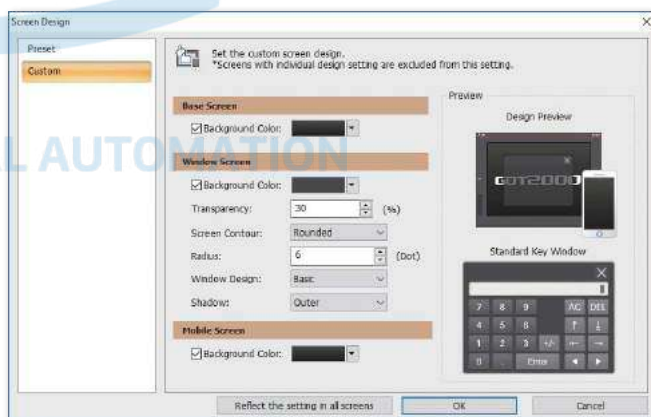 Screen Design
Preset
Custom
Set the custom screen design.
*Screens with individual design setting are excluded from this setting.
Base Screen
Background Color:
Window Screen
Background Color:
Transparency: 30 (%)
Screen Contour: Rounded
Radius: 6 (Dot)
Window Design: Basic
Shadow: Outer
Mobile Screen
Background Color:
Preview
Design Preview
GOT2000
Standard Key Window
7 8 9 AC DEL
4 5 6
1 2 3 +/-
0 . Enter
Reflect the setting in all screens OK Cancel
AL AUTOMATION